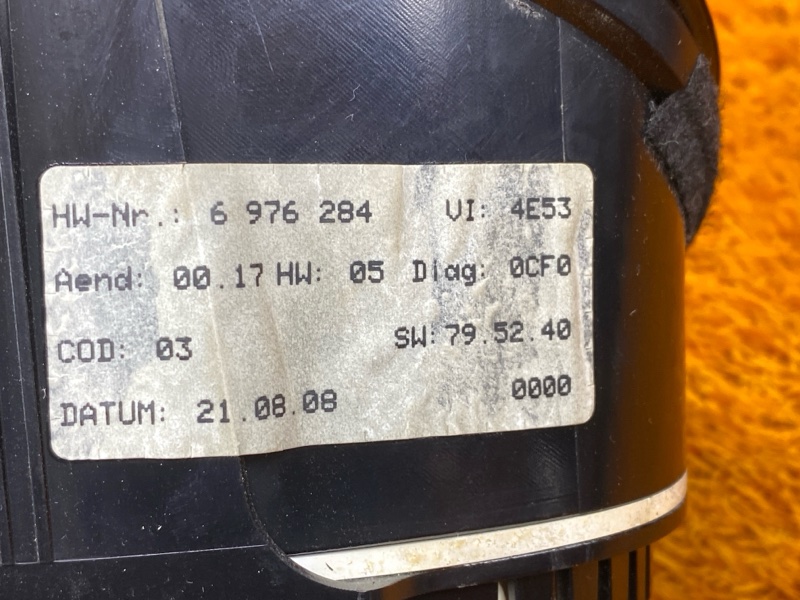 HW-Nr.: 6 976 284 VI: 4E53
Aend: 00.17 HW: 05 Diag: 0CF0
COD: 03 SW: 79.52.40
DATUM: 21.08.08 0000